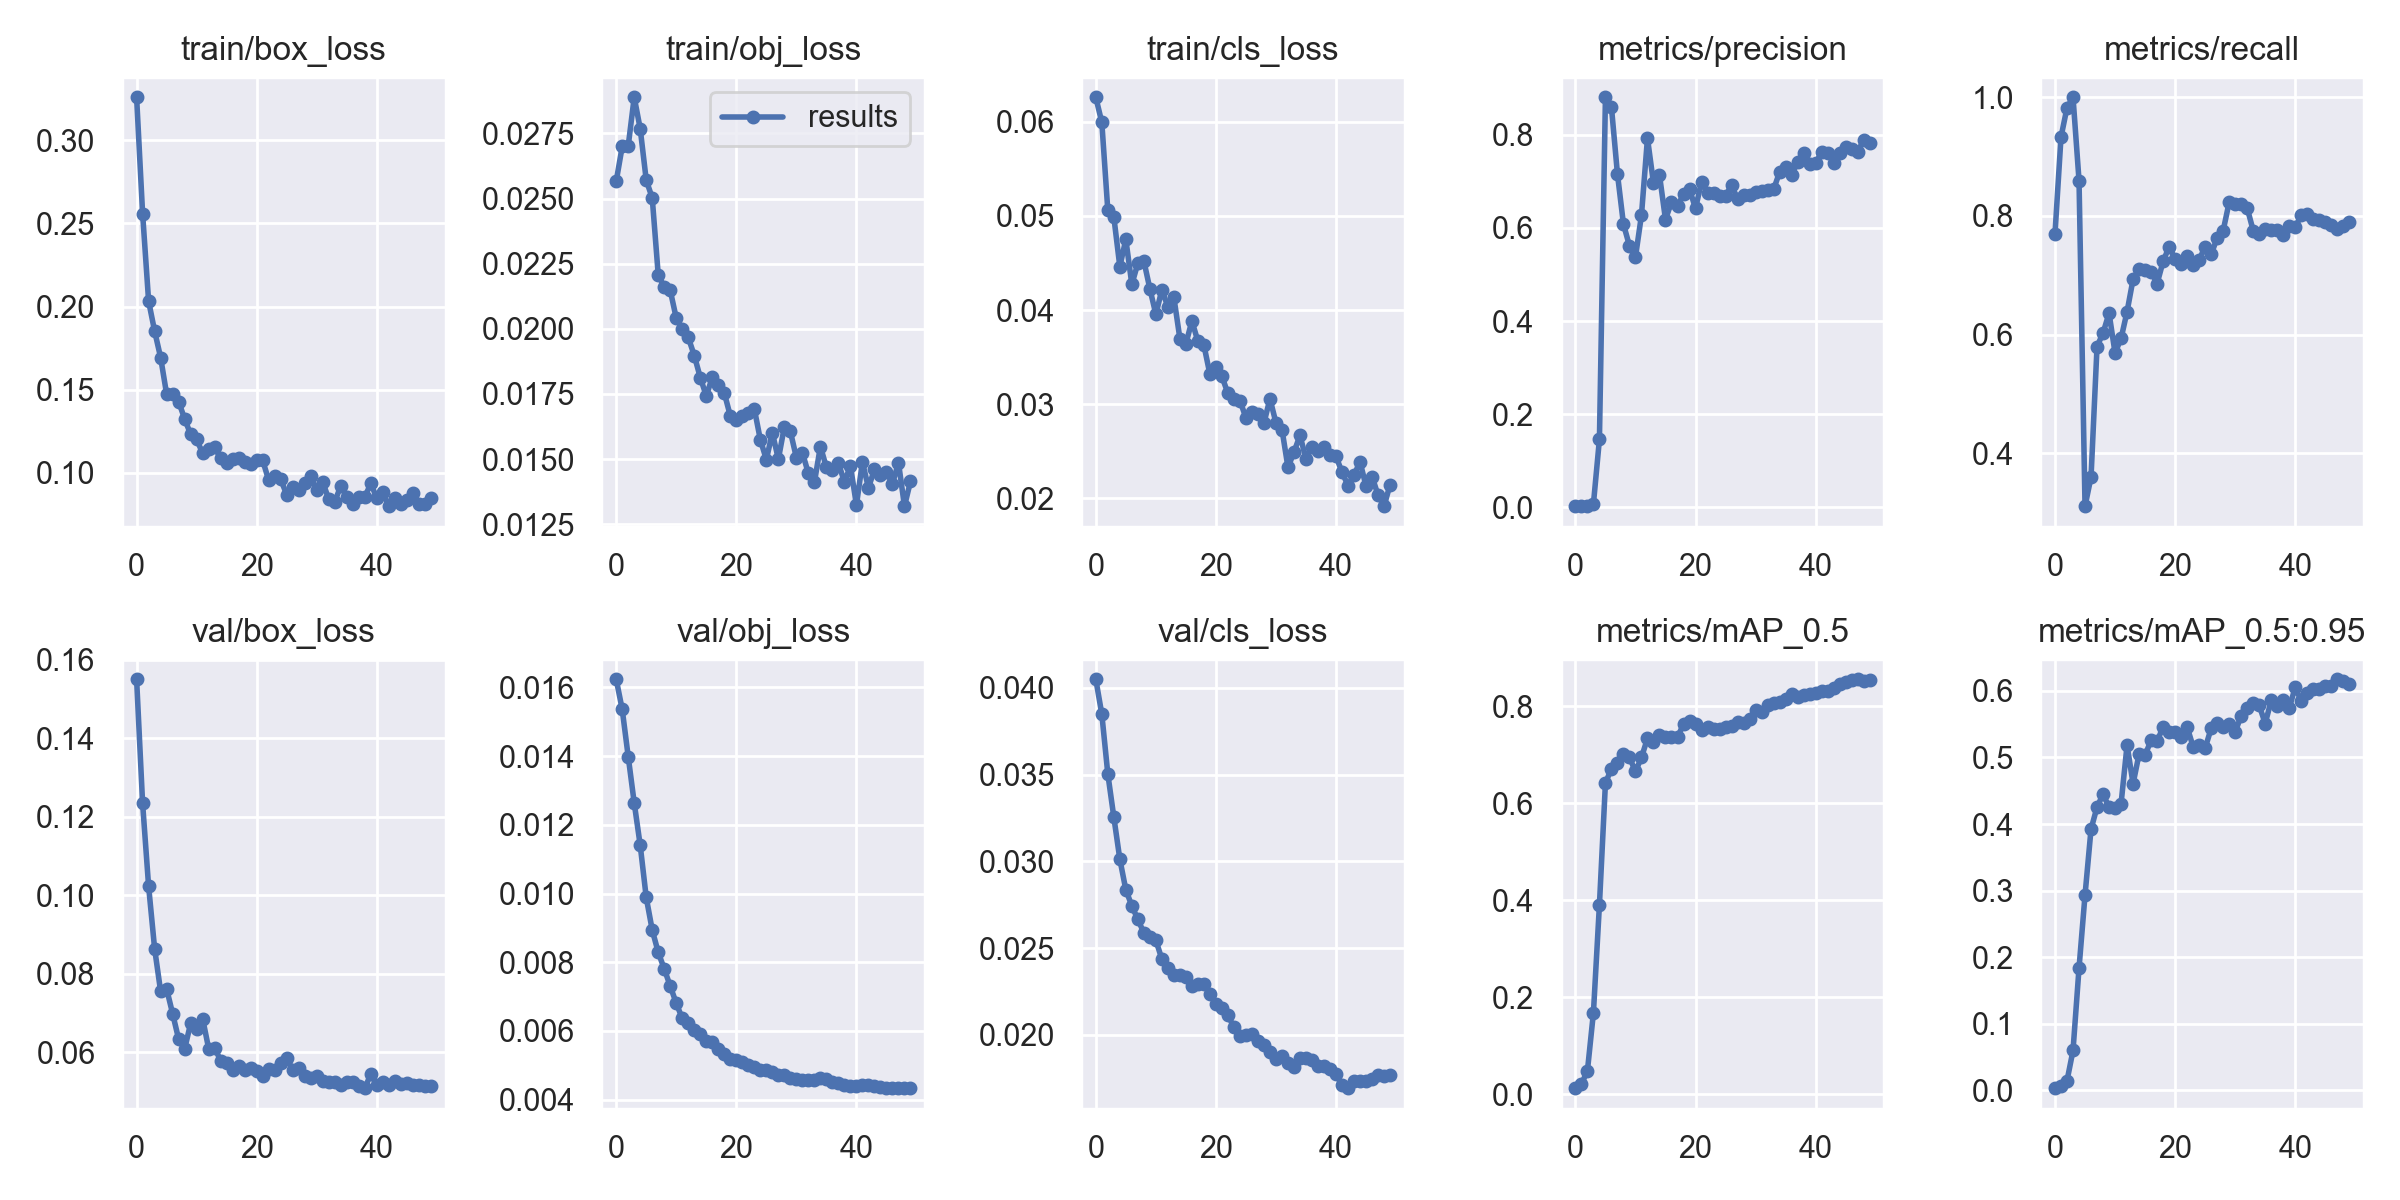 train/box_loss
0.30
0.25
0.20
0.15
0.10
0 20 40
train/obj_loss
results
0.0275
0.0250
0.0225
0.0200
0.0175
0.0150
0.0125
0 20 40
train/cls_loss
0.06
0.05
0.04
0.03
0.02
0 20 40
metrics/precision
0.8
0.6
0.4
0.2
0.0
0 20 40
metrics/recall
1.0
0.8
0.6
0.4
0 20 40
val/box_loss
0.16
0.14
0.12
0.10
0.08
0.06
0 20 40
val/obj_loss
0.016
0.014
0.012
0.010
0.008
0.006
0.004
0 20 40
val/cls_loss
0.040
0.035
0.030
0.025
0.020
0 20 40
metrics/mAP_0.5
0.8
0.6
0.4
0.2
0.0
0 20 40
metrics/mAP_0.5:0.95
0.6
0.5
0.4
0.3
0.2
0.1
0.0
0 20 40